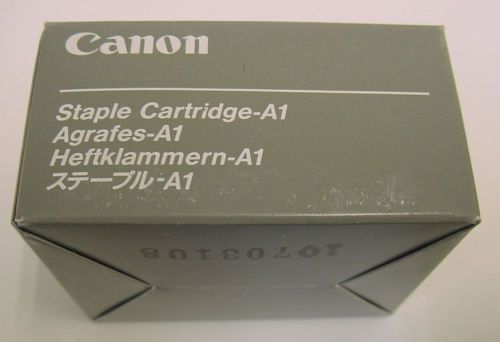 Canon
Staple Cartridge-A1
Agrafes-A1
Heftklammern-A1
ステープル-A1
10703108